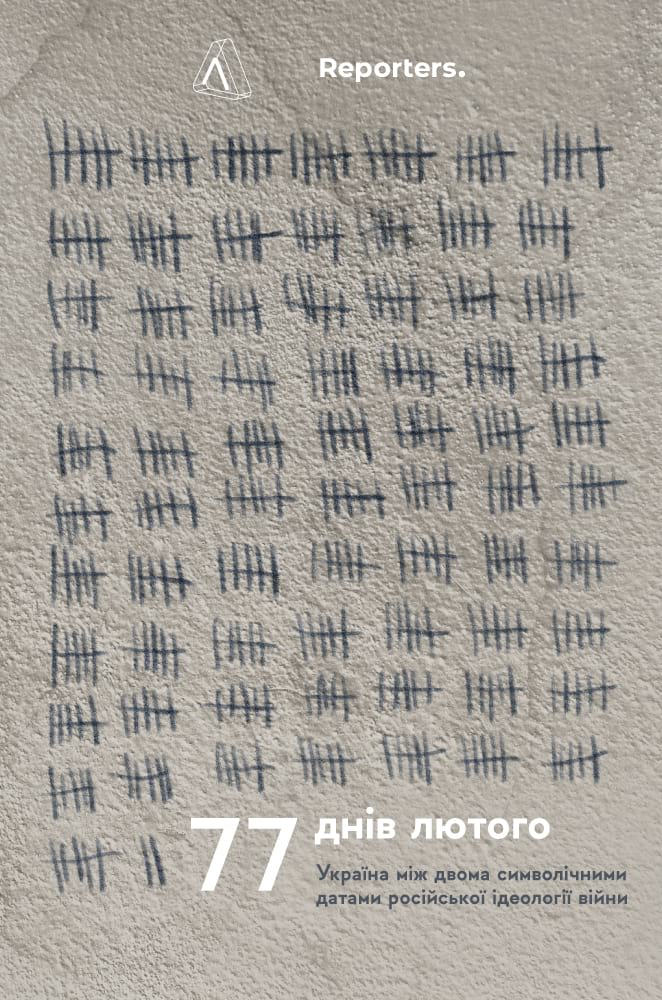 Reporters.
77 днів лютого
Україна між двома символічними
датами російської ідеології війни